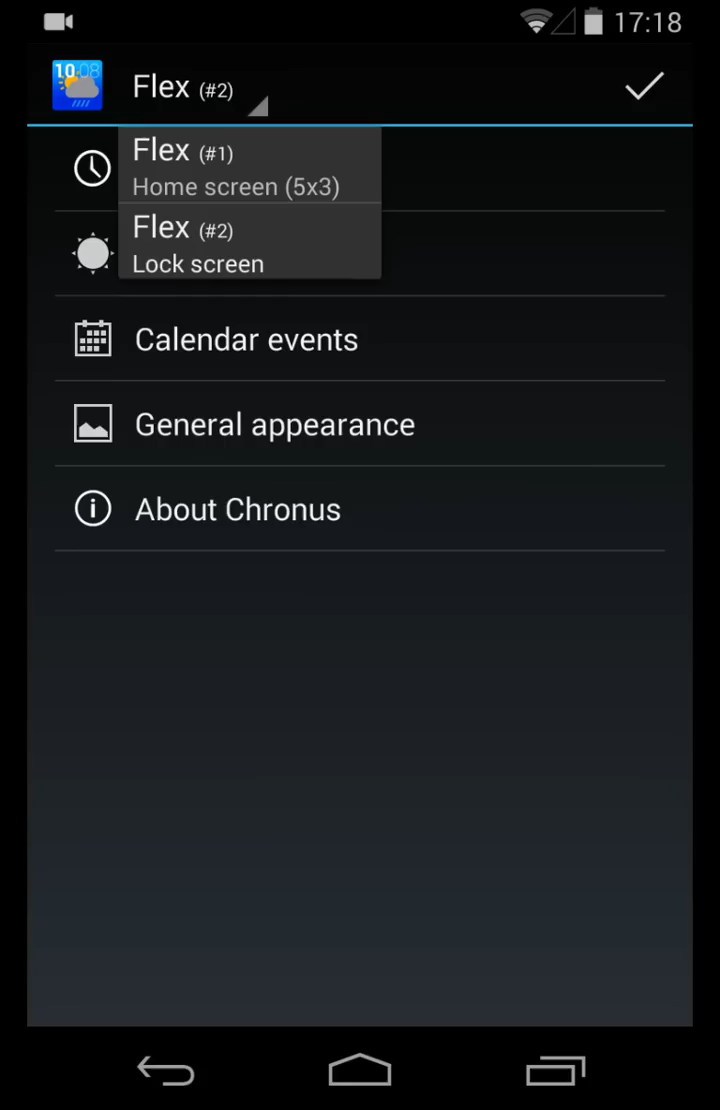 17:18
10:08
Flex (#2)
Flex (#1)
Home screen (5x3)
Flex (#2)
Lock screen
Calendar events
General appearance
About Chronus